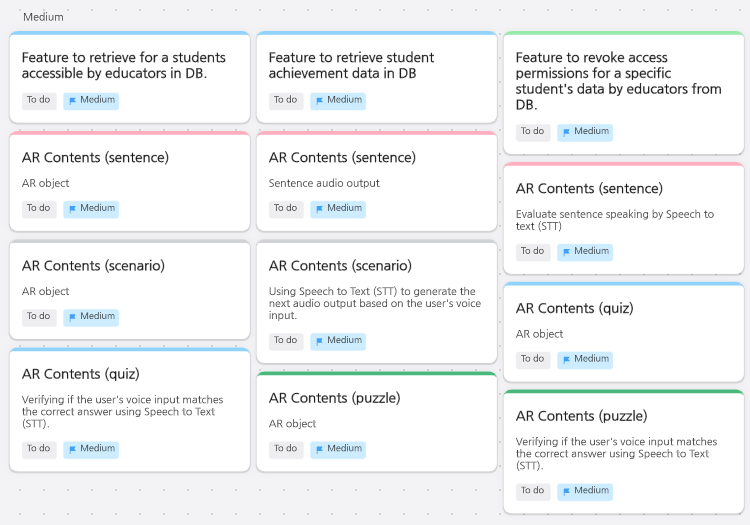 Medium
Feature to retrieve for a students
accessible by educators in DB.
To do
Medium
AR Contents (sentence)
AR object
To do
Medium
AR Contents (scenario)
AR object
To do
Medium
AR Contents (quiz)
Verifying if the user's voice input matches
the correct answer using Speech to Text
(STT).
To do
Medium
Feature to retrieve student
achievement data in DB
To do
Medium
AR Contents (sentence)
Sentence audio output
To do
Medium
AR Contents (scenario)
Using Speech to Text (STT) to generate the
next audio output based on the user's voice
input.
To do
Medium
AR Contents (puzzle)
AR object
To do
Medium
Feature to revoke access
permissions for a specific
student's data by educators from
DB.
To do
Medium
AR Contents (sentence)
Evaluate sentence speaking by Speech to
text (STT)
To do
Medium
AR Contents (quiz)
AR object
To do
Medium
AR Contents (puzzle)
Verifying if the user's voice input matches
the correct answer using Speech to Text
(STT).
To do
Medium